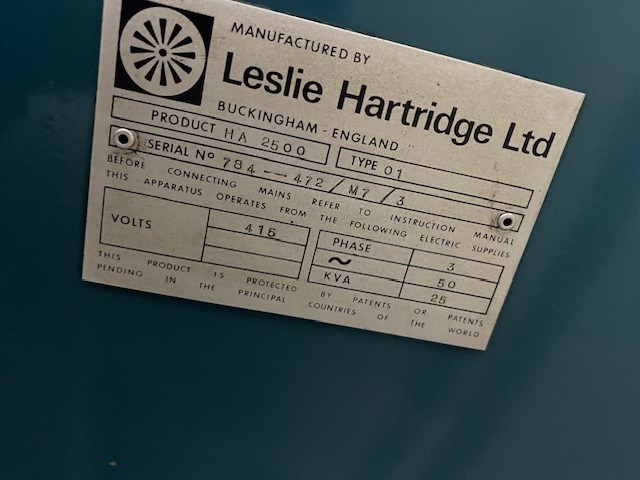 MANUFACTURED BY
Leslie Hartridge Ltd
BUCKINGHAM - ENGLAND
PRODUCT HA 2500 TYPE 01
SERIAL Nº 784 -- 472 / M7 / 3
BEFORE CONNECTING MAINS REFER TO INSTRUCTION MANUAL
THIS APPARATUS OPERATES FROM THE FOLLOWING ELECTRIC SUPPLIES
VOLTS 415 PHASE 3
~ 50
KVA 25
THIS PRODUCT IS PROTECTED BY PATENTS OR PATENTS
PENDING IN THE PRINCIPAL COUNTRIES OF THE WORLD